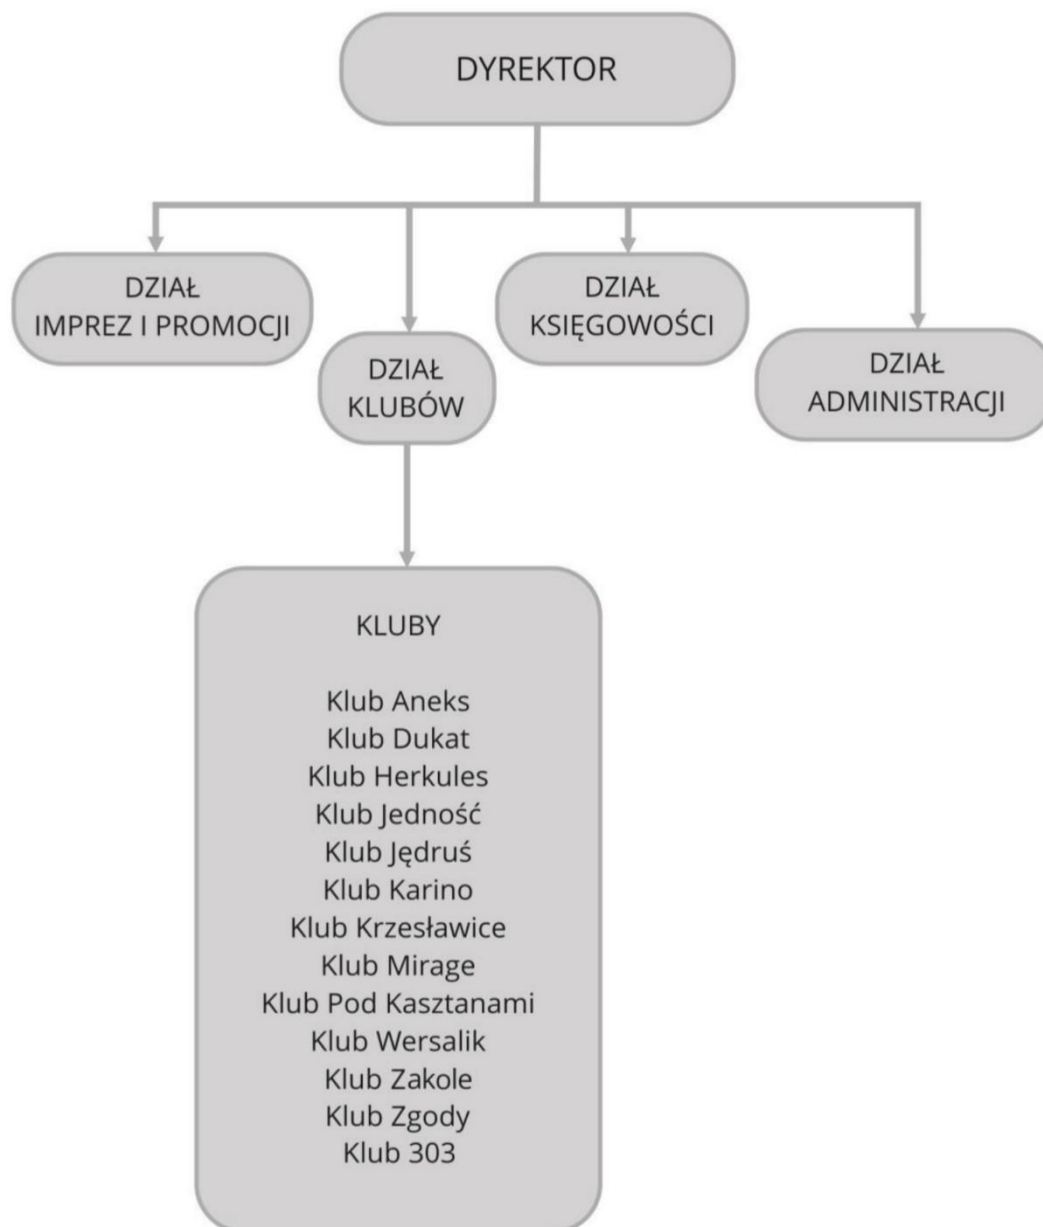 DYREKTOR
DZIAŁ
IMPREZ I PROMOCJI
DZIAŁ
KLUBÓW
DZIAŁ
KSIĘGOWOŚCI
DZIAŁ
ADMINISTRACJI
KLUBY
Klub Aneks
Klub Dukat
Klub Herkules
Klub Jedność
Klub Jędruś
Klub Karino
Klub Krzesławice
Klub Mirage
Klub Pod Kasztanami
Klub Wersalik
Klub Zakole
Klub Zgody
Klub 303